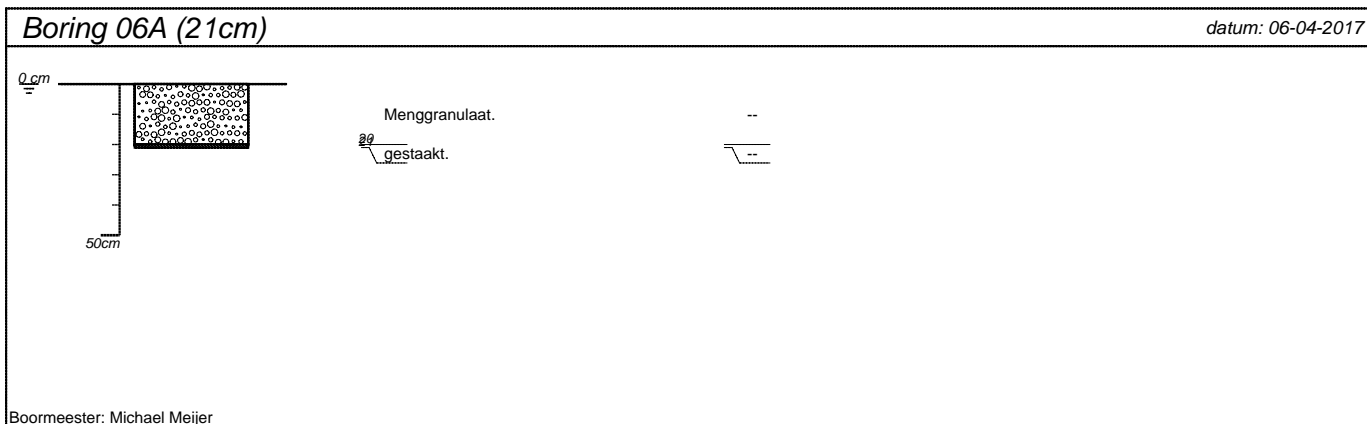 Boring 06A (21cm)
datum: 06-04-2017
0 cm
Menggranulaat.
--
gestaakt.
--
50cm
Boormeester: Michael Meijer